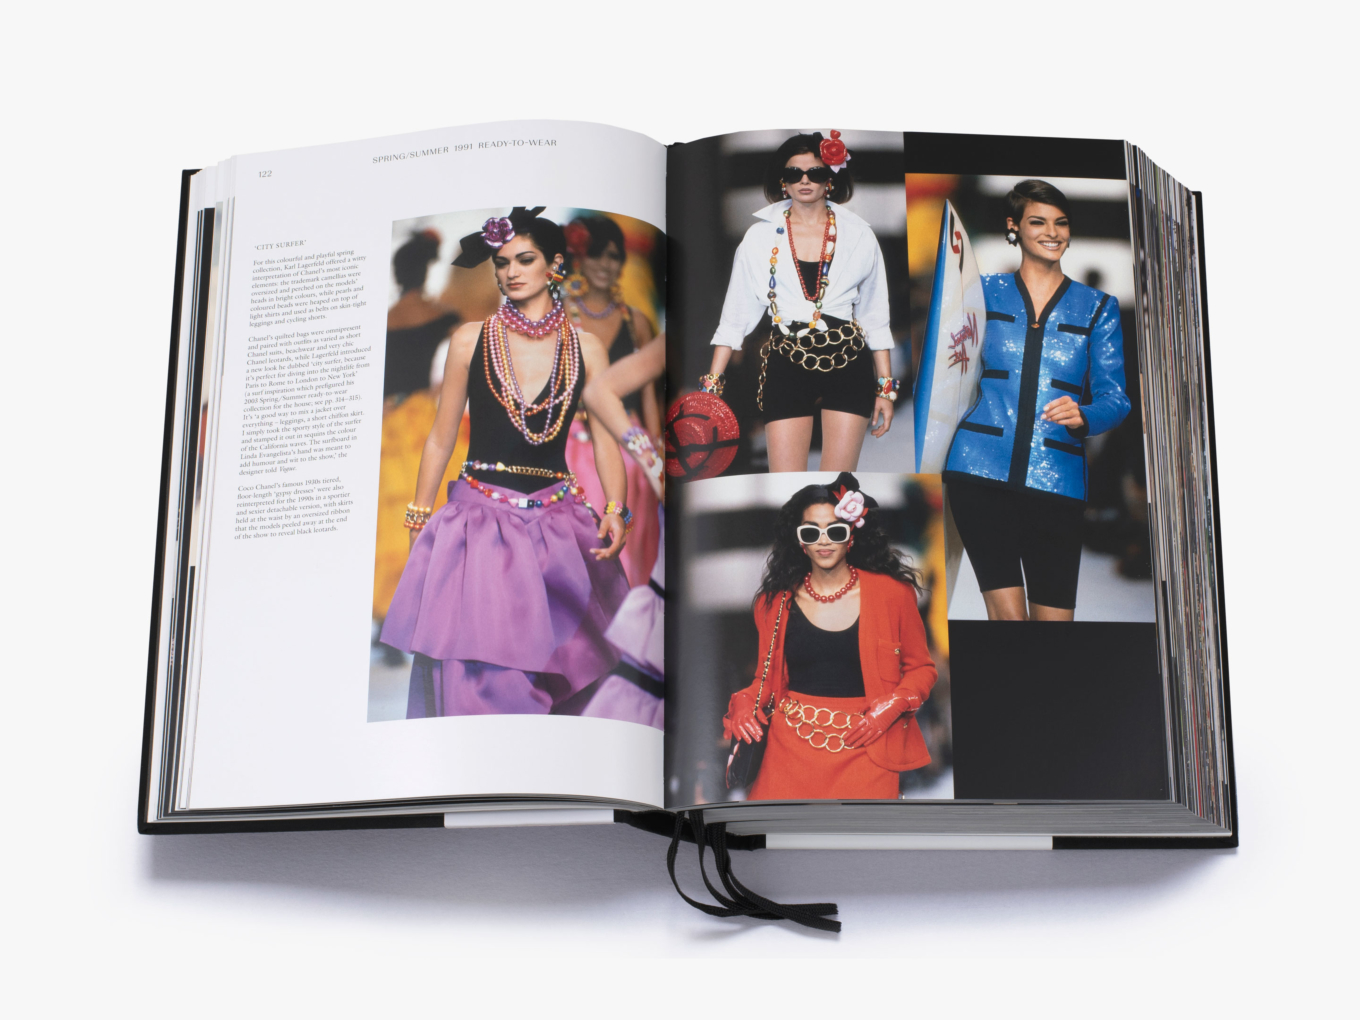 SPRING/SUMMER 1991 READY-TO-WEAR
122
'CITY SURFER'
For this colourful and playful spring
collection, Karl Lagerfeld offered a witty
interpretation of Chanel's most iconic
elements: the trademark camellias were
oversized and perched on the models'
heads in bright colours, while pearls and
coloured beads were heaped on top of
light shirts and used as belts on skin-tight
leggings and cycling shorts.
Chanel's quilted bags were omnipresent
and paired with outfits as varied as short
Chanel suits, beachwear and very chic
Chanel leotards, while Lagerfeld introduced
a new look he dubbed 'city surfer, because
it's perfect for diving into the nightlife from
Paris to Rome to London to New York'
(a surf inspiration which prefigured his
2003 Spring/Summer ready-to-wear
collection for the house; see pp. 314–315).
It's 'a good way to mix a jacket over
everything – leggings, a short chiffon skirt.
I simply took the sporty style of the surfer
and stamped it out in sequins the colour
of the California waves. The surfboard in
Linda Evangelista's hand was meant to
add humour and wit to the show,' the
designer told Vogue.
Coco Chanel's famous 1930s tiered,
floor-length 'gypsy dresses' were also
reinterpreted for the 1990s in a sportier
and sexier detachable version, with skirts
held at the waist by an oversized ribbon
that the models peeled away at the end
of the show to reveal black leotards.